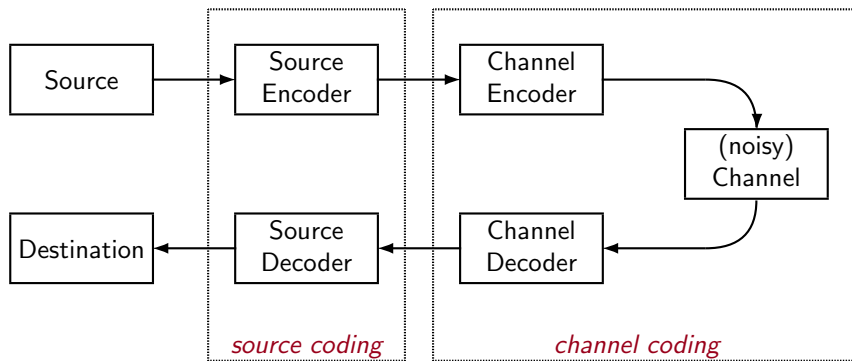 Source
Source
Encoder
Channel
Encoder
(noisy)
Channel
Destination
Source
Decoder
Channel
Decoder
source coding
channel coding